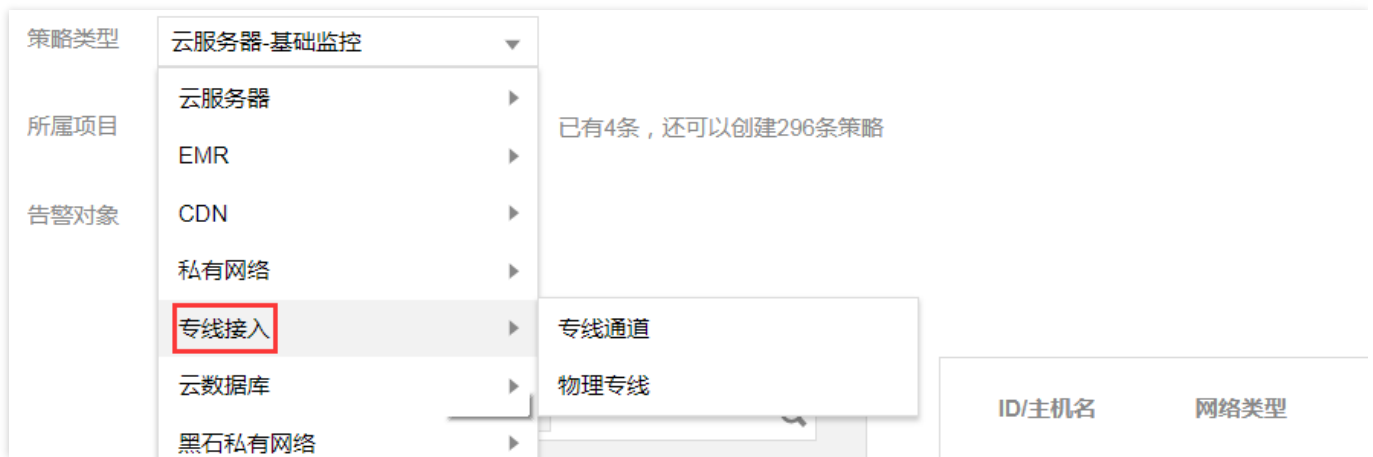 策略类型
云服务器-基础监控
云服务器
所属项目
已有4条，还可以创建296条策略
EMR
告警对象
CDN
私有网络
专线接入
专线通道
云数据库
物理专线
ID/主机名
网络类型
黑石私有网络